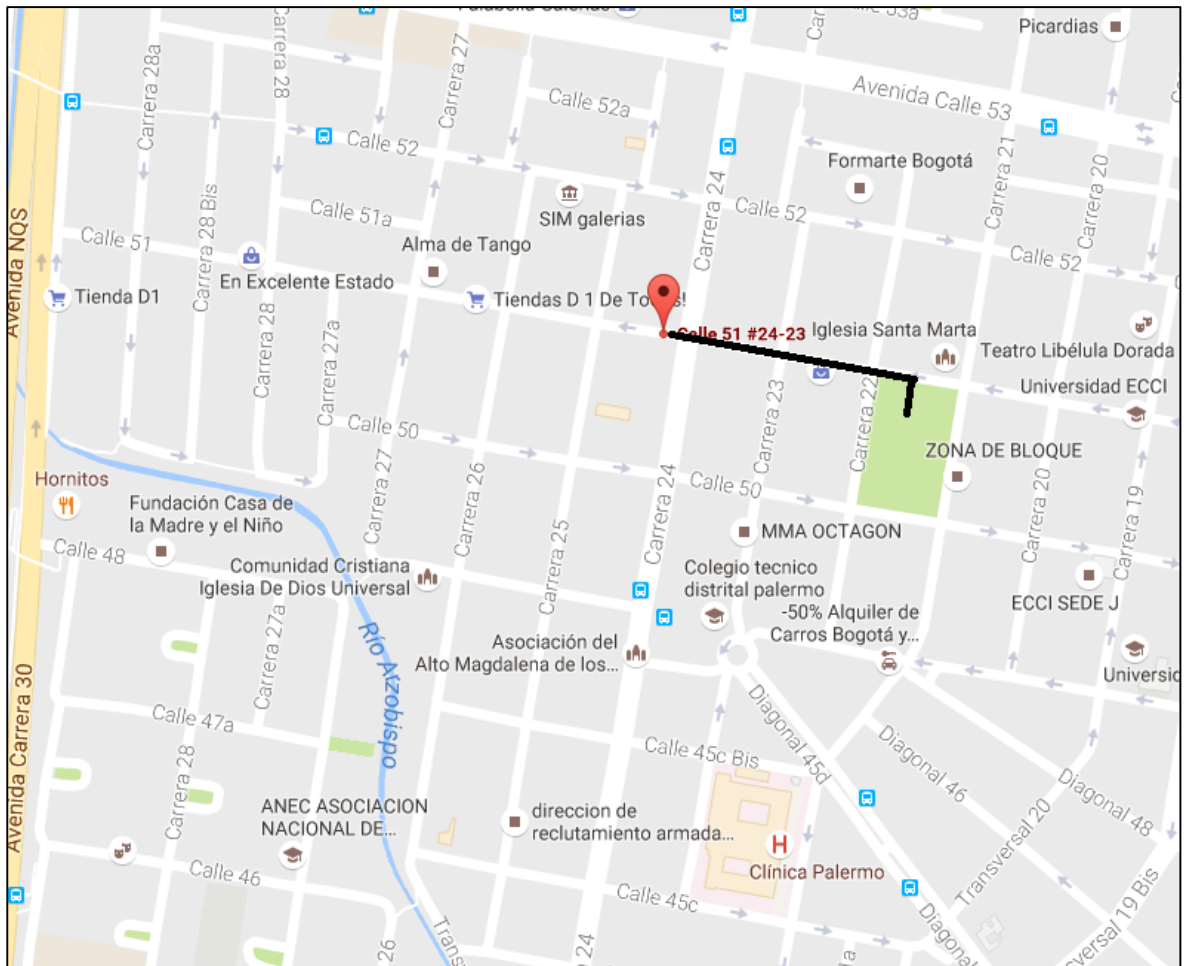 Picardias
Avenida Calle 53
Carrera 28a
Carrera 28
Carrera 27
Calle 52a
Calle 52
Formarte Bogotá
Carrera 21
Carrera 20
Carrera 28 Bis
Calle 51a
SIM galerias
Carrera 24
Calle 52
Calle 52
Avenida NQS
Calle 51
Alma de Tango
En Excelente Estado
Tienda D1
Tiendas D 1 De
Calle 51 #24-23
Iglesia Santa Marta
Teatro Libélula Dorada
Universidad ECCI
Carrera 28
Carrera 27a
Carrera 23
Carrera 22
Calle 50
ZONA DE BLOQUE
Hornitos
Carrera 27
Carrera 26
Carrera 24
Calle 50
Carrera 20
Carrera 19
Fundación Casa de
la Madre y el Niño
MMA OCTAGON
Calle 48
Comunidad Cristiana
Iglesia De Dios Universal
Carrera 25
Colegio tecnico
distrital palermo
-50% Alquiler de
Carros Bogotá y...
ECCI SEDE J
Carrera 27a
Asociación del
Alto Magdalena de los...
Universid
Avenida Carrera 30
Río Arzobispo
Calle 47a
Carrera 28
Calle 45c Bis
Diagonal 45d
Diagonal 46
Diagonal 48
ANEC ASOCIACION
NACIONAL DE...
direccion de
reclutamiento armada...
Transversal 20
Clínica Palermo
Calle 46
Calle 45c
Diagonal
Transversal 19 Bis
26
Trans
24